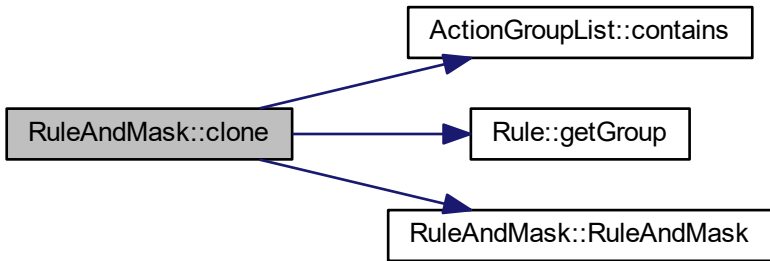 ActionGroupList::contains
RuleAndMask::clone
Rule::getGroup
RuleAndMask::RuleAndMask